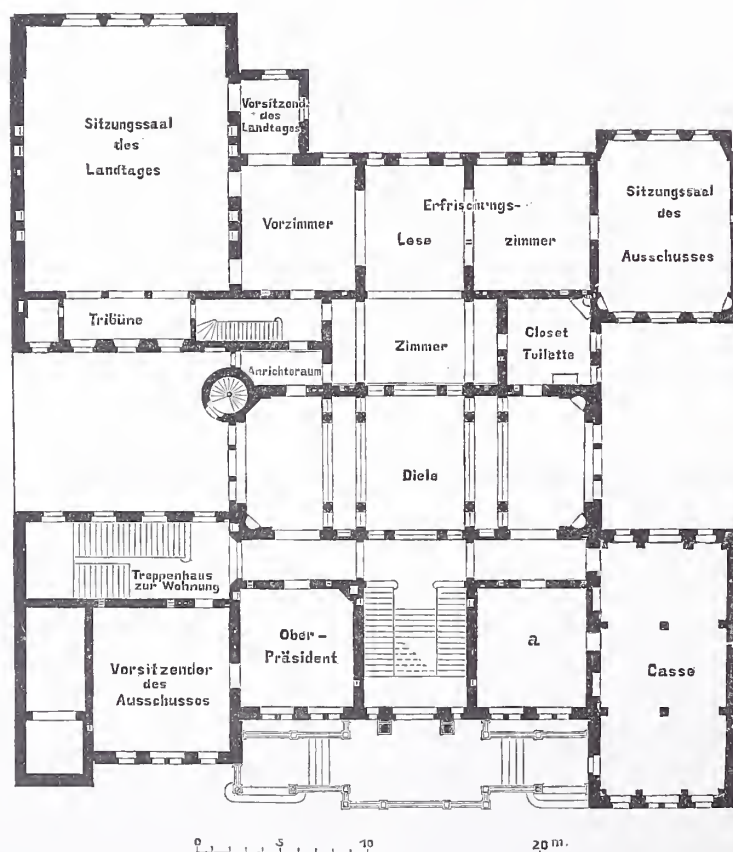 Sitzungssaal
des
Landtages
Vorsitzend
des
Landtages
Vorzimmer
Erfrischungs-
Lese = zimmer
Sitzungssaal
des
Ausschusses
Tribüne
Zimmer
Closet
Toilette
Anrichteraum
Diele
Treppenhaus
zur Wohnung
Ober-
Präsident
a
Vorsitzender
des
Ausschusses
Casse
0 5 10 20 m.